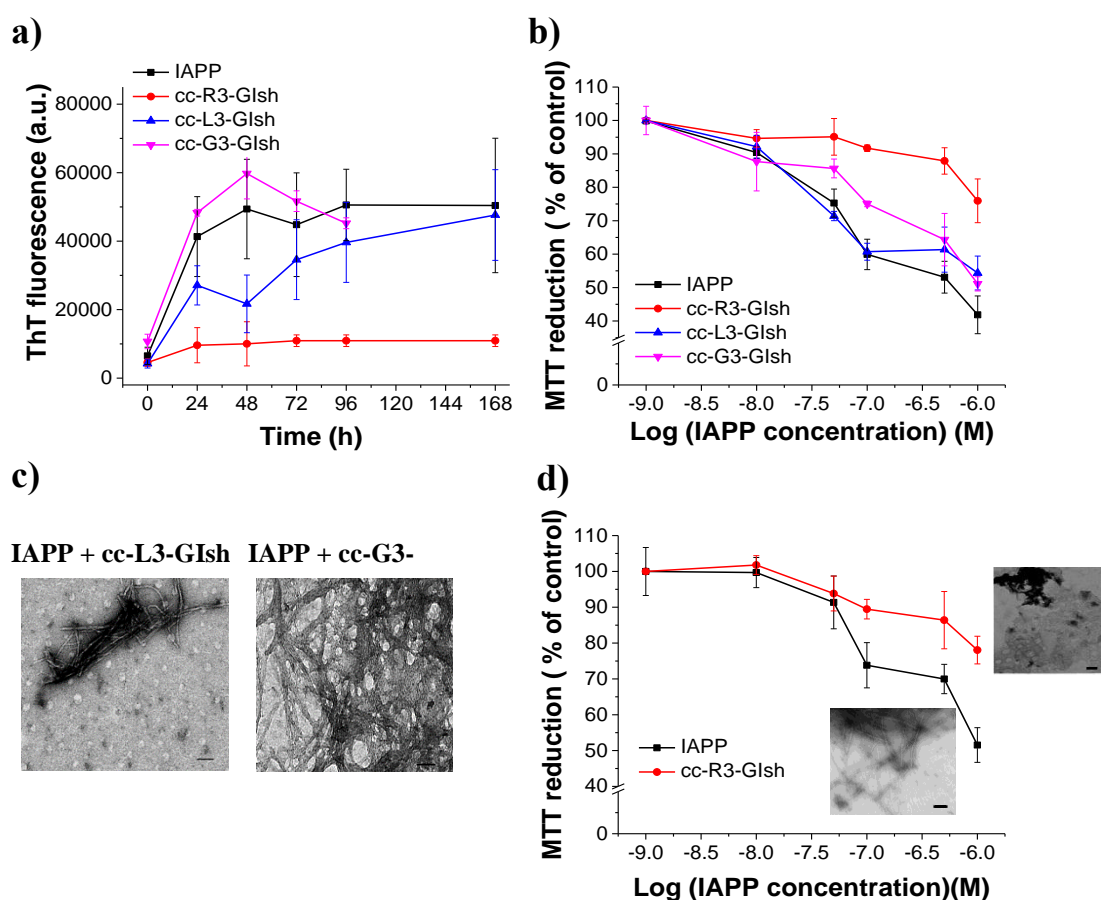 a)
IAPP
cc-R3-GIsh
cc-L3-GIsh
cc-G3-GIsh
ThT fluorescence (a.u.)
80000
60000
40000
20000
0
0 24 48 72 96 120 144 168
Time (h)
b)
MTT reduction ( % of control)
110
100
90
80
70
60
50
40
0
IAPP
cc-R3-GIsh
cc-L3-GIsh
cc-G3-GIsh
-9.0 -8.5 -8.0 -7.5 -7.0 -6.5 -6.0
Log (IAPP concentration) (M)
c)
IAPP + cc-L3-GIsh IAPP + cc-G3-
d)
MTT reduction ( % of control)
110
100
90
80
70
60
50
40
0
IAPP
cc-R3-GIsh
-9.0 -8.5 -8.0 -7.5 -7.0 -6.5 -6.0
Log (IAPP concentration)(M)